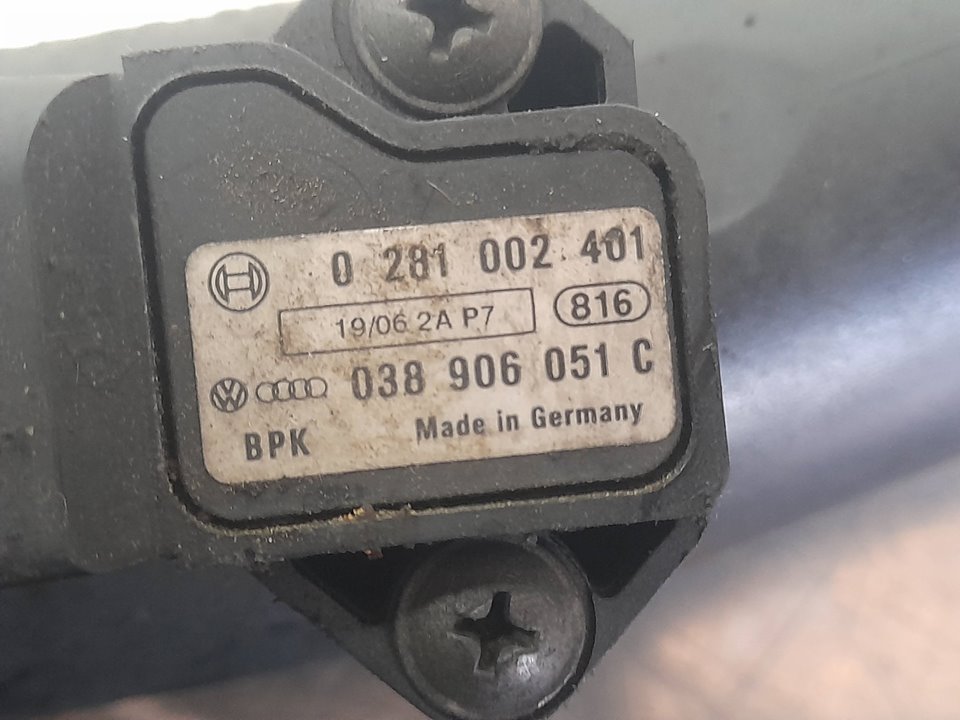 0 281 002 401
19/06 2A P7
816
038 906 051 C
BPK
Made in Germany